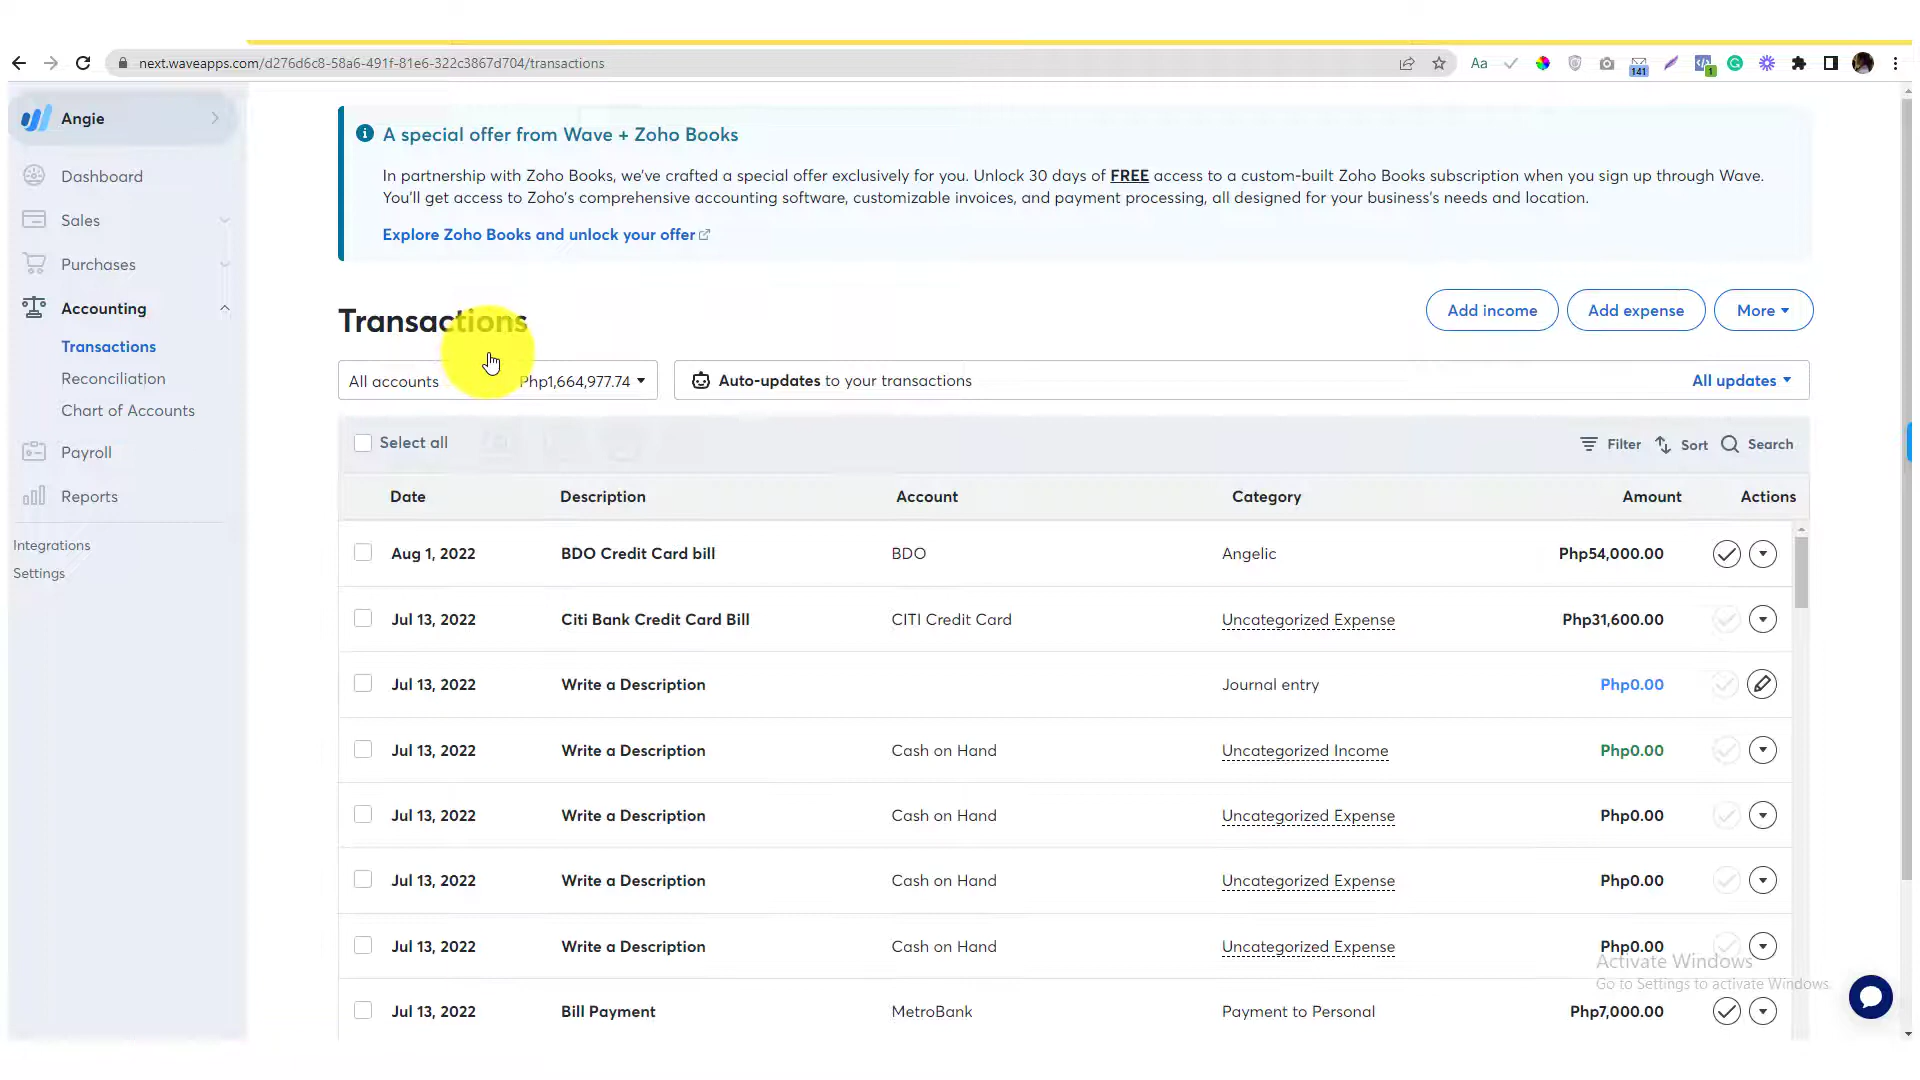 next.waveapps.com/d276d6c8-58a6-491f-81e6-322c3867d704/transactions
Aa
141
1
Angie
Dashboard
Sales
Purchases
Accounting
Transactions
Reconciliation
Chart of Accounts
Payroll
Reports
Integrations
Settings
A special offer from Wave + Zoho Books
In partnership with Zoho Books, we've crafted a special offer exclusively for you. Unlock 30 days of FREE access to a custom-built Zoho Books subscription when you sign up through Wave.
You'll get access to Zoho's comprehensive accounting software, customizable invoices, and payment processing, all designed for your business's needs and location.
Explore Zoho Books and unlock your offer
Transactions
Add income Add expense More
All accounts Php1,664,977.74 Auto-updates to your transactions All updates
Select all Filter Sort Search
Date Description Account Category Amount Actions
Aug 1, 2022 BDO Credit Card bill BDO Angelic Php54,000.00
Jul 13, 2022 Citi Bank Credit Card Bill CITI Credit Card Uncategorized Expense Php31,600.00
Jul 13, 2022 Write a Description Journal entry Php0.00
Jul 13, 2022 Write a Description Cash on Hand Uncategorized Income Php0.00
Jul 13, 2022 Write a Description Cash on Hand Uncategorized Expense Php0.00
Jul 13, 2022 Write a Description Cash on Hand Uncategorized Expense Php0.00
Jul 13, 2022 Write a Description Cash on Hand Uncategorized Expense Php0.00
Activate Windows
Go to Settings to activate Windows.
Jul 13, 2022 Bill Payment MetroBank Payment to Personal Php7,000.00